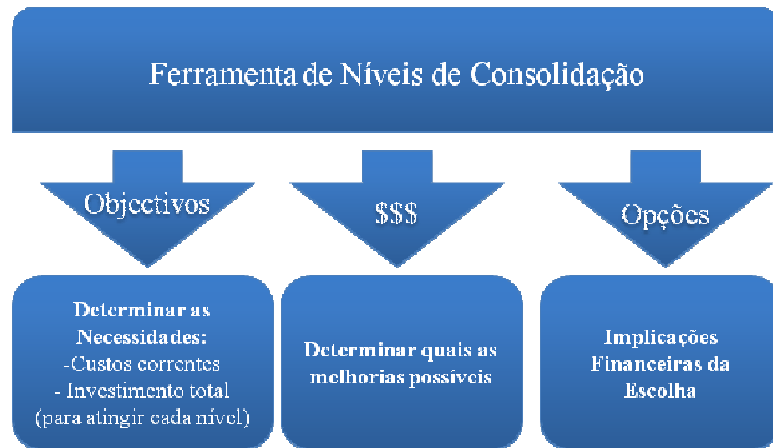 Ferramenta de Níveis de Consolidação
Objectivos
$$$
Opções
Determinar as
Necessidades:
-Custos correntes
- Investimento total
(para atingir cada nível)
Determinar quais as
melhorias possíveis
Implicações
Financeiras da
Escolha